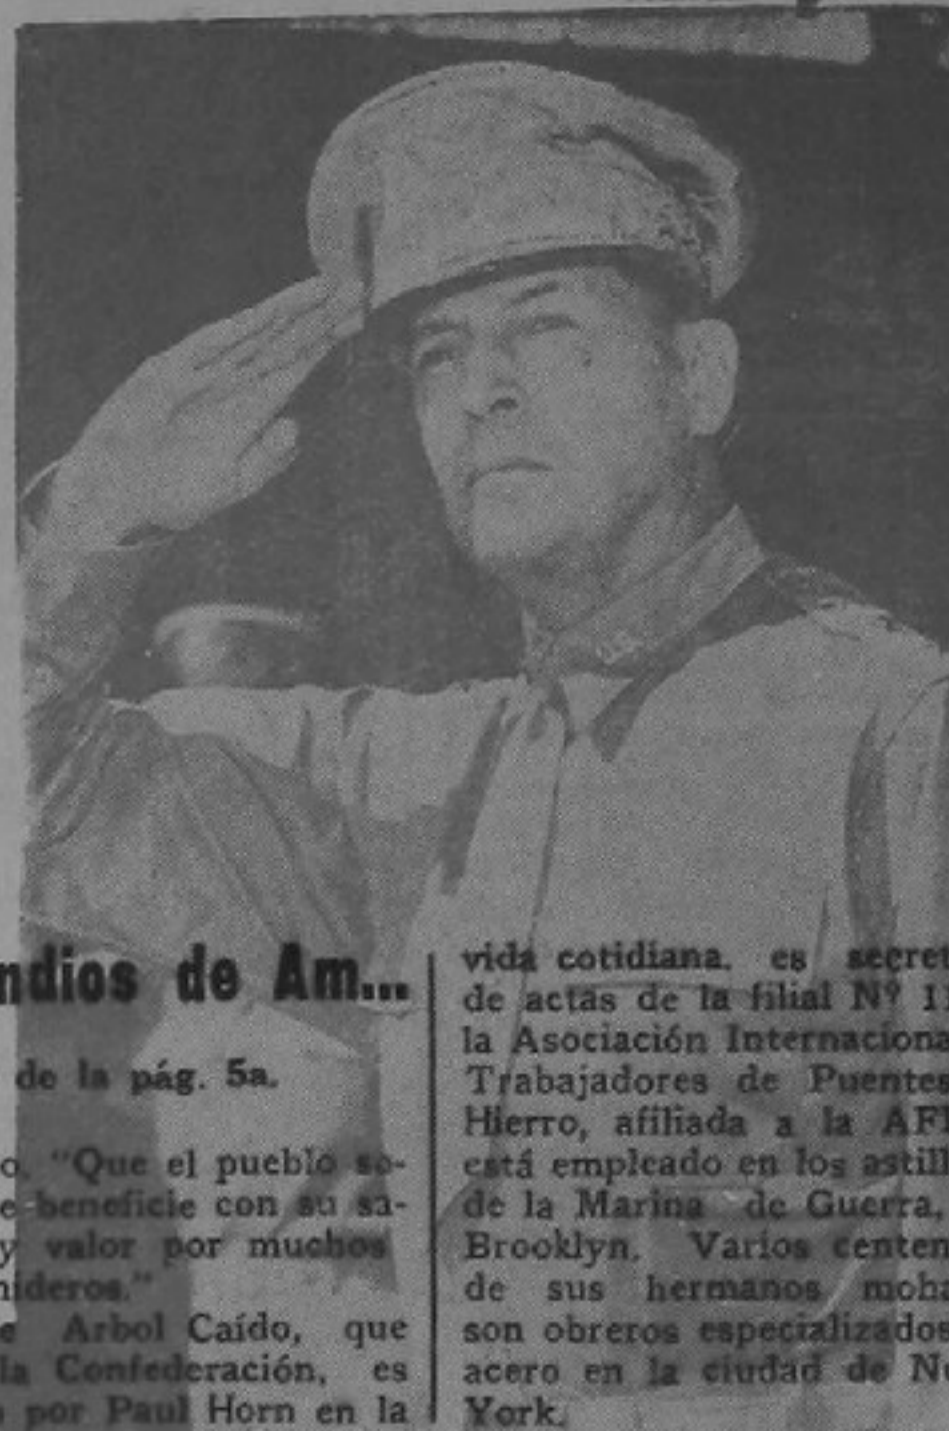 ndios de Am...
de la pág. 5a.
o. "Que el pueblo so-
e beneficie con su sa-
y valor por muchos
nideros."
e Arbol Caído, que
la Confederación, es
por Paul Horn en la
vida cotidiana. es secret
de actas de la filial Nº 1
la Asociación Internaciona
Trabajadores de Puentes
Hierro, afiliada a la AF
está empleado en los astill
de la Marina de Guerra,
Brooklyn. Varios centen
de sus hermanos moha
son obreros especializados
acero en la ciudad de N
York.